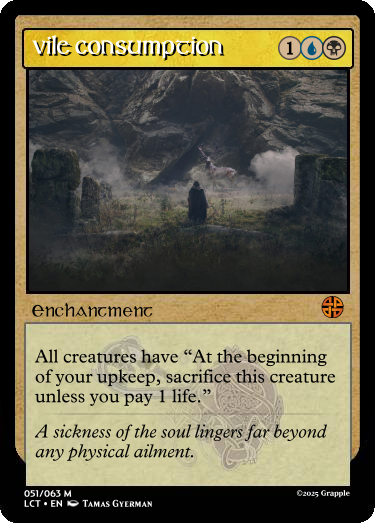 Vile Consumption
1
Enchantment
All creatures have “At the beginning
of your upkeep, sacrifice this creature
unless you pay 1 life.”
A sickness of the soul lingers far beyond
any physical ailment.
051/063 M
LCT • EN Tamas Gyerman
©2025 Grapple